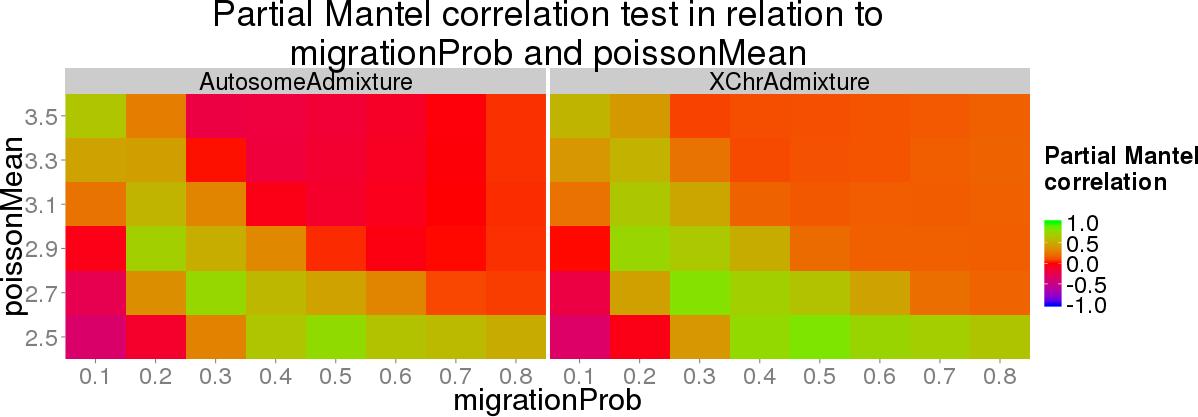 Partial Mantel correlation test in relation to
migrationProb and poissonMean
AutosomeAdmixture
XChrAdmixture
poissonMean
3.5
3.3
3.1
2.9
2.7
2.5
0.1 0.2 0.3 0.4 0.5 0.6 0.7 0.8
0.1 0.2 0.3 0.4 0.5 0.6 0.7 0.8
migrationProb
Partial Mantel
correlation
1.0
0.5
0.0
-0.5
-1.0